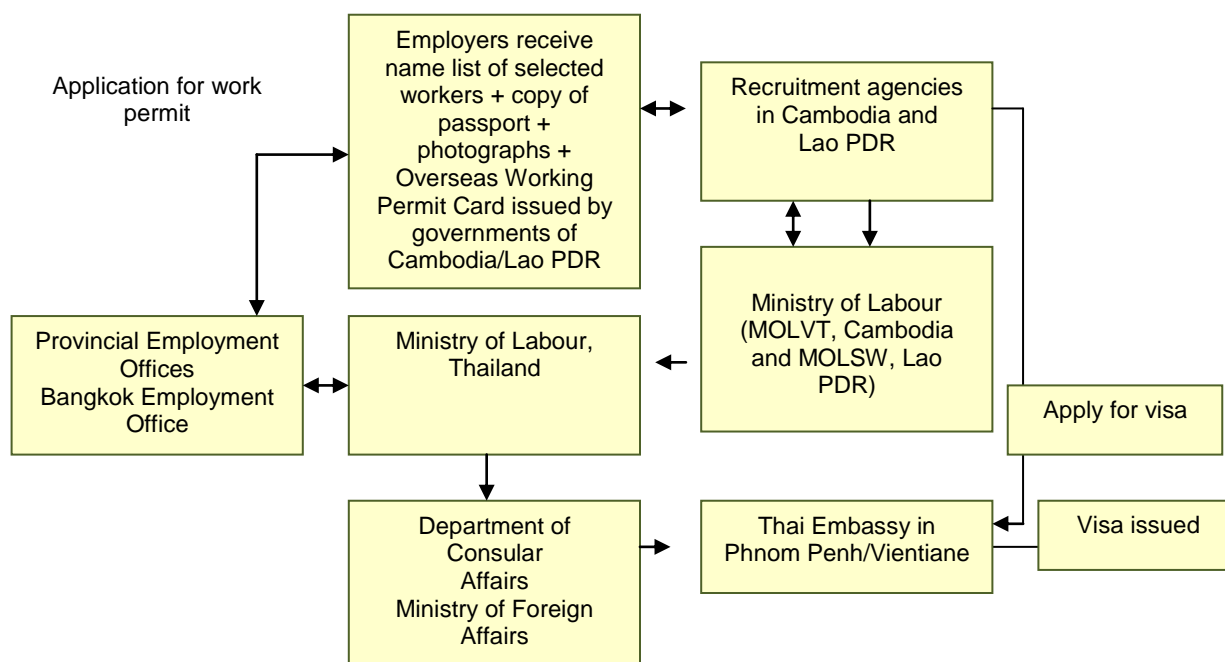 Application for work
permit
Employers receive
name list of selected
workers + copy of
passport +
photographs +
Overseas Working
Permit Card issued by
governments of
Cambodia/Lao PDR
Recruitment agencies
in Cambodia and
Lao PDR
Provincial Employment
Offices
Bangkok Employment
Office
Ministry of Labour,
Thailand
Ministry of Labour
(MOLVT, Cambodia
and MOLSW, Lao
PDR)
Apply for visa
Department of
Consular
Affairs
Ministry of Foreign
Affairs
Thai Embassy in
Phnom Penh/Vientiane
Visa issued